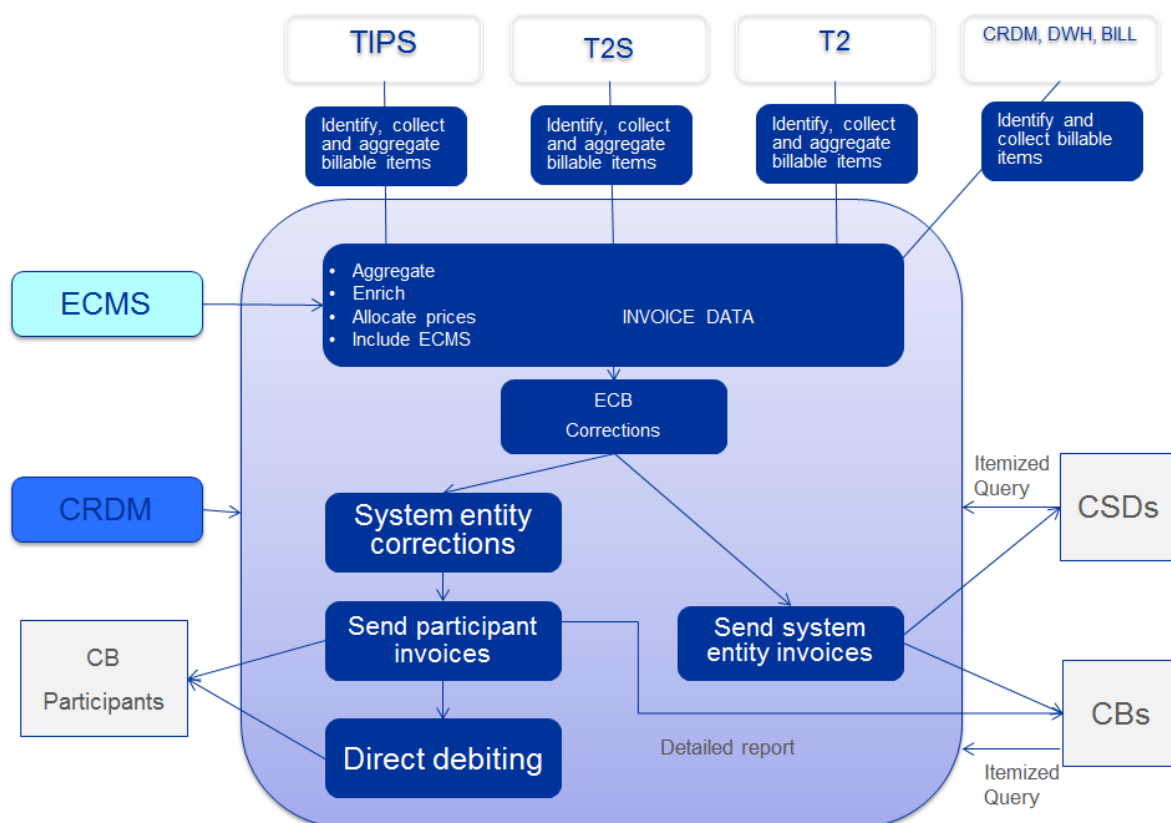 TIPS
T2S
T2
CRDM, DWH, BILL
Identify, collect
and aggregate
billable items
Identify, collect
and aggregate
billable items
Identify, collect
and aggregate
billable items
Identify and
collect billable
items
ECMS
• Aggregate
• Enrich
• Allocate prices
• Include ECMS
INVOICE DATA
ECB
Corrections
CRDM
System entity
corrections
Itemized
Query
CSDs
CB
Participants
Send participant
invoices
Send system
entity invoices
CBs
Direct debiting
Detailed report
Itemized
Query